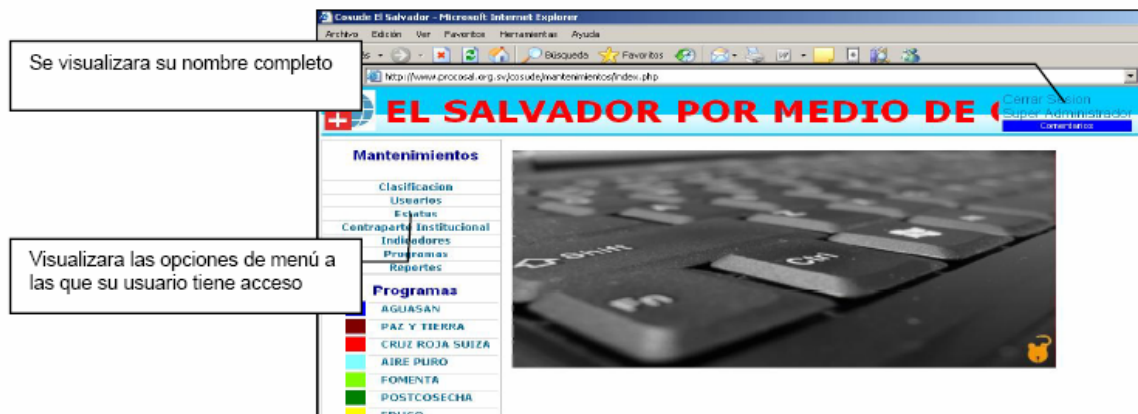 Cosude El Salvador - Microsoft Internet Explorer
Archivo Edición Ver Favoritos Herramientas Ayuda
Búsqueda Favoritos
http://www.procosal.org.sv/cosude/mantenimientos/index.php
Se visualizara su nombre completo
EL SALVADOR POR MEDIO DE
Cerrar Sesion
Super Administrador
Comentarios
Mantenimientos
Clasificacion
Usuarios
Estatus
Contraparte Institucional
Indicadores
Programas
Reportes
Visualizara las opciones de menú a
las que su usuario tiene acceso
Programas
AGUASAN
PAZ Y TIERRA
CRUZ ROJA SUIZA
AIRE PURO
FOMENTA
POSTCOSECHA
Shift
Ctrl
Fn